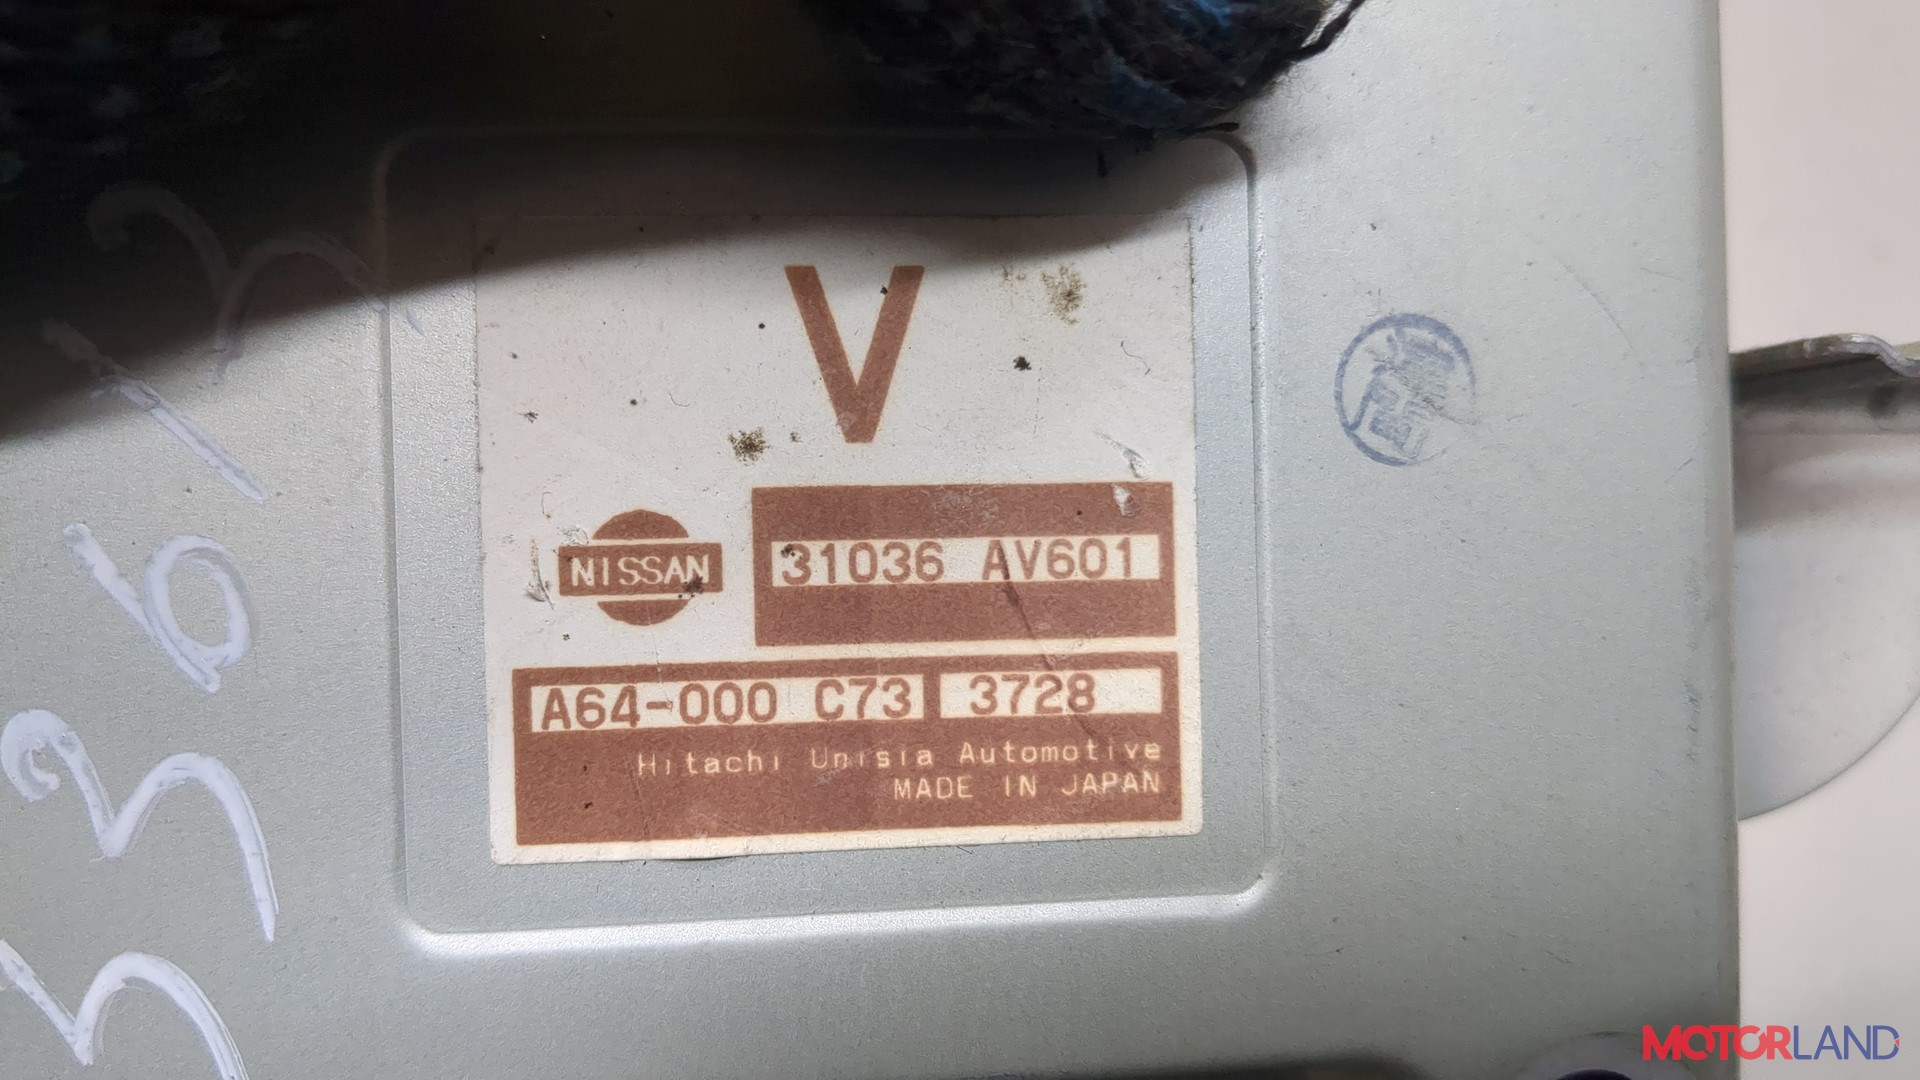 V
NISSAN
31036 AV601
A64-000 C73 3728
Hitachi Unisia Automotive
MADE IN JAPAN
MOTORLAND